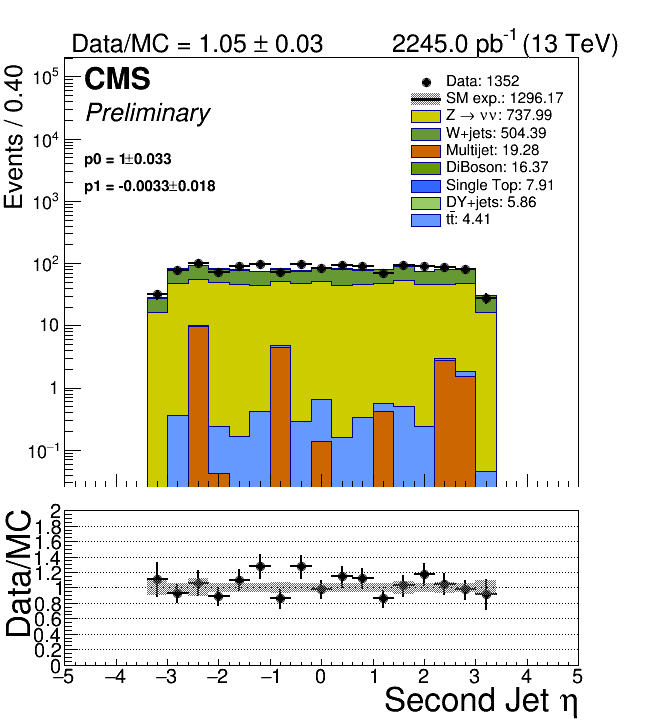 Data/MC = 1.05 ± 0.03 2245.0 pb⁻¹ (13 TeV)
CMS
Preliminary
p0 = 1±0.033
p1 = -0.0033±0.018
Data: 1352
SM exp.: 1296.17
Z → νν: 737.99
W+jets: 504.39
Multijet: 19.28
DiBoson: 16.37
Single Top: 7.91
DY+jets: 5.86
tt̄: 4.41
Events / 0.40
10⁵
10⁴
10³
10²
10
1
10⁻¹
Data/MC
2
1.8
1.6
1.4
1.2
1
0.8
0.6
0.4
0.2
0
−5 −4 −3 −2 −1 0 1 2 3 4 5
Second Jet η